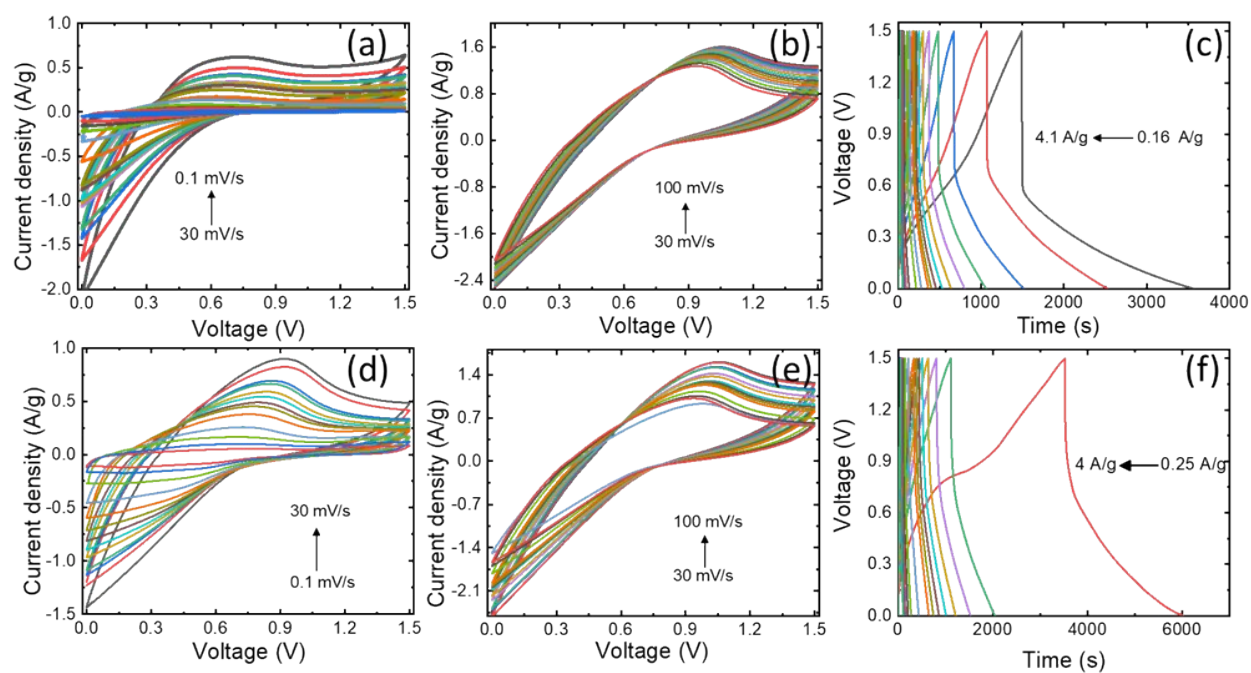 (a)
Current density (A/g)
1.0
0.5
0.0
-0.5
-1.0
-1.5
-2.0
0.1 mV/s
30 mV/s
0.0 0.3 0.6 0.9 1.2 1.5
Voltage (V)
(b)
Current density (A/g)
1.6
0.8
0.0
-0.8
-1.6
-2.4
100 mV/s
30 mV/s
0.0 0.3 0.6 0.9 1.2 1.5
Voltage (V)
(c)
Voltage (V)
1.5
1.2
0.9
0.6
0.3
0.0
4.1 A/g 0.16 A/g
0 1000 2000 3000 4000
Time (s)
(d)
Current density (A/g)
1.0
0.5
0.0
-0.5
-1.0
-1.5
30 mV/s
0.1 mV/s
0.0 0.3 0.6 0.9 1.2 1.5
Voltage (V)
(e)
Current density (A/g)
1.4
0.7
0.0
-0.7
-1.4
-2.1
100 mV/s
30 mV/s
0.0 0.3 0.6 0.9 1.2 1.5
Voltage (V)
(f)
Voltage (V)
1.5
1.2
0.9
0.6
0.3
0.0
4 A/g 0.25 A/g
0 2000 4000 6000
Time (s)